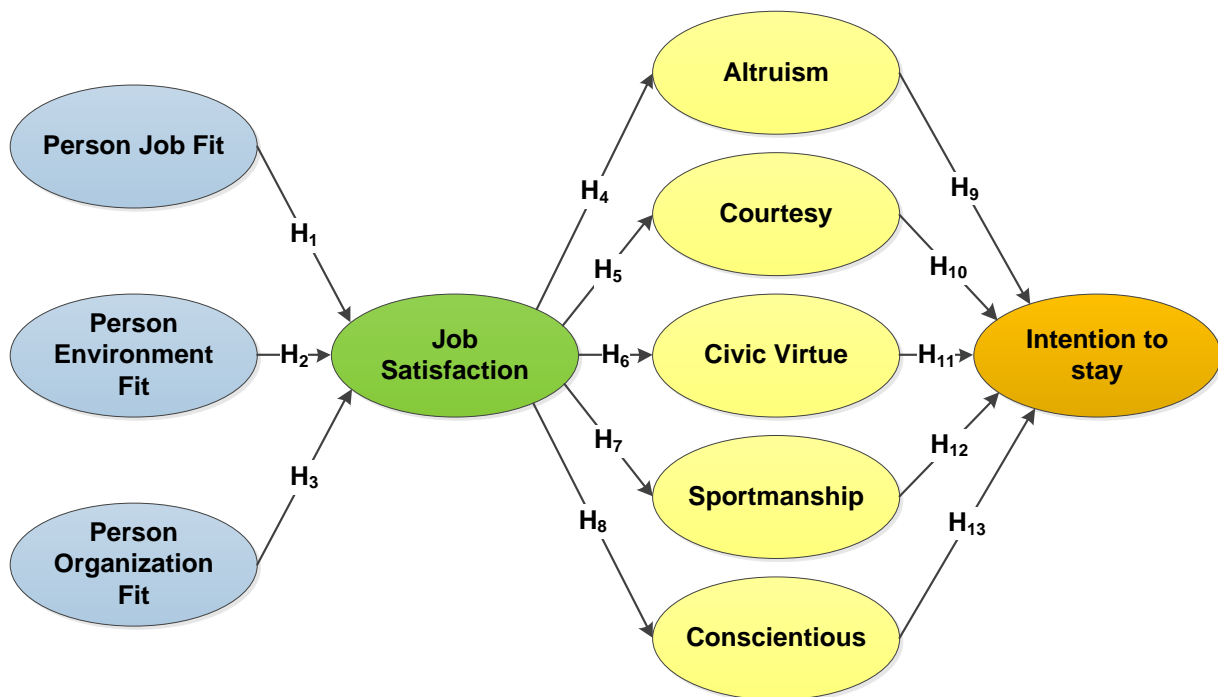 Person Job Fit
Person
Environment
Fit
Person
Organization
Fit
H₁
H₂
H₃
Job
Satisfaction
H₄
H₅
H₆
H₇
H₈
Altruism
Courtesy
Civic Virtue
Sportmanship
Conscientious
H₉
H₁₀
H₁₁
H₁₂
H₁₃
Intention to
stay